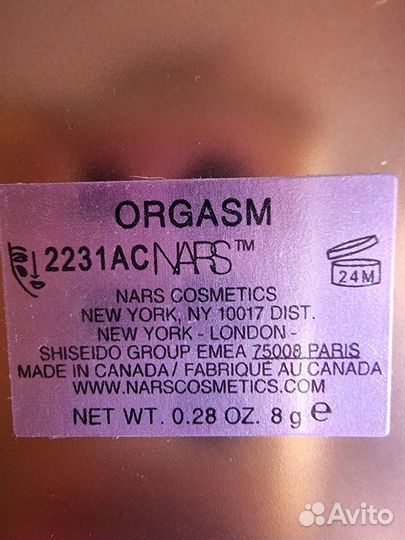 ORGASM
2231AC NARS™
24M
NARS COSMETICS
NEW YORK, NY 10017 DIST.
NEW YORK - LONDON -
SHISEIDO GROUP EMEA 75008 PARIS
MADE IN CANADA / FABRIQUÉ AU CANADA
WWW.NARSCOSMETICS.COM
NET WT. 0.28 OZ. 8 g ℮
Avito